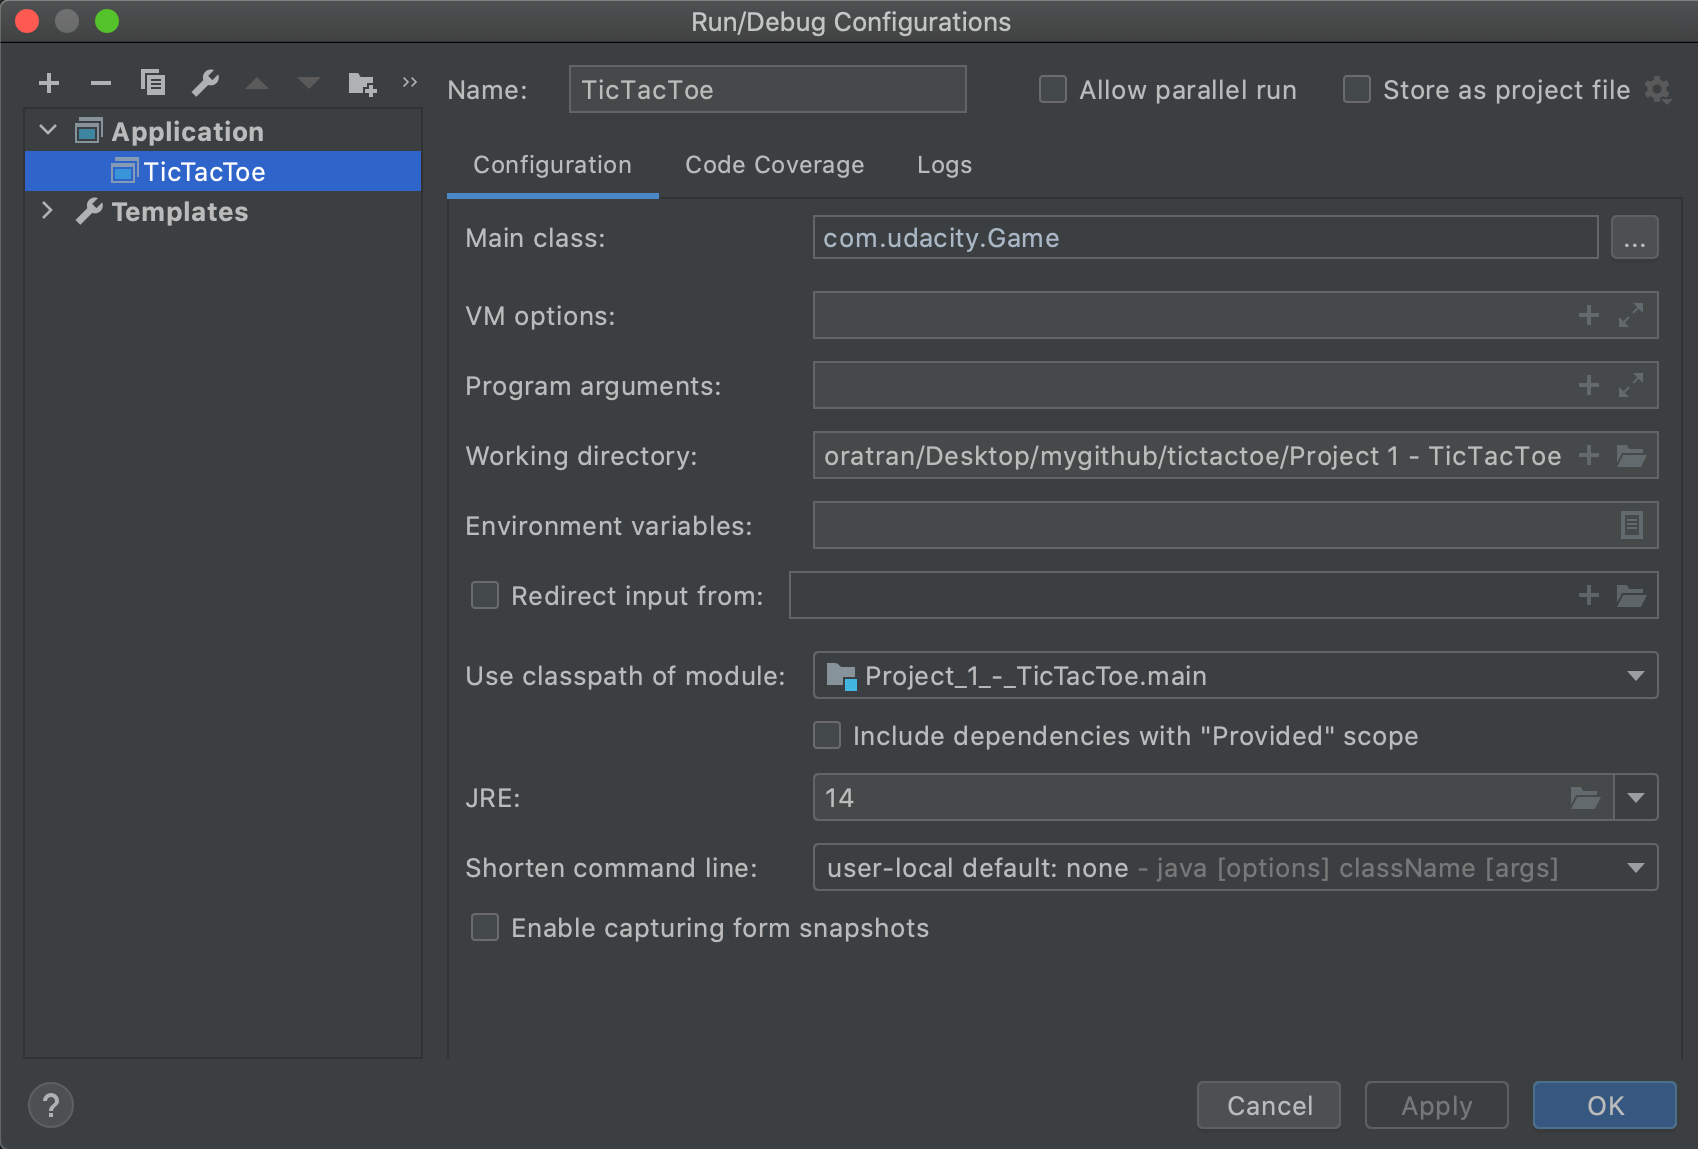 Run/Debug Configurations
Name: TicTacToe Allow parallel run Store as project file
Application
TicTacToe
Templates
Configuration Code Coverage Logs
Main class: com.udacity.Game ...
VM options:
Program arguments:
Working directory: oratran/Desktop/mygithub/tictactoe/Project 1 - TicTacToe
Environment variables:
Redirect input from:
Use classpath of module: Project_1_-_TicTacToe.main
Include dependencies with "Provided" scope
JRE: 14
Shorten command line: user-local default: none - java [options] className [args]
Enable capturing form snapshots
? Cancel Apply OK